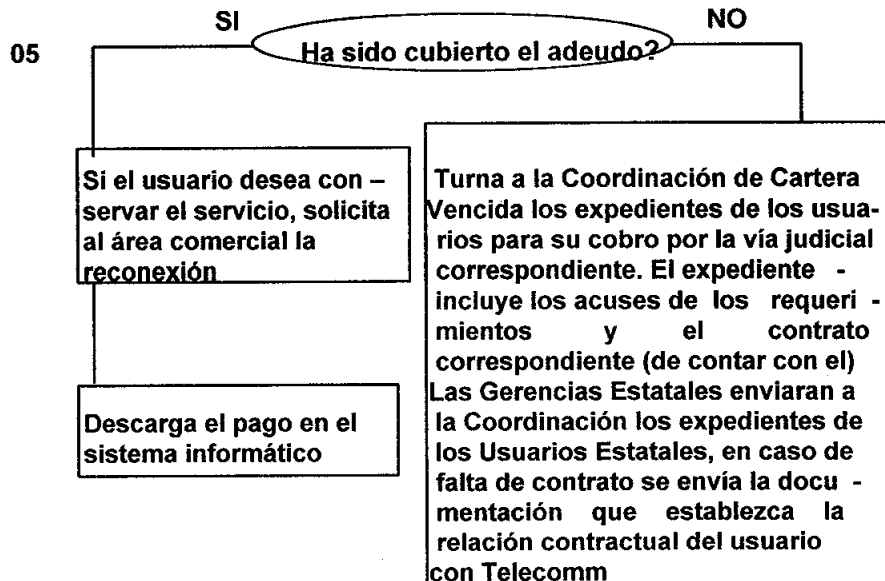 SI
NO
05
Ha sido cubierto el adeudo?
Si el usuario desea con –
servar el servicio, solicita
al área comercial la
reconexión
Descarga el pago en el
sistema informático
Turna a la Coordinación de Cartera
Vencida los expedientes de los usua-
rios para su cobro por la vía judicial
correspondiente. El expediente -
incluye los acuses de los requeri -
mientos y el contrato
correspondiente (de contar con el)
Las Gerencias Estatales enviaran a
la Coordinación los expedientes de
los Usuarios Estatales, en caso de
falta de contrato se envía la docu -
mentación que establezca la
relación contractual del usuario
con Telecomm